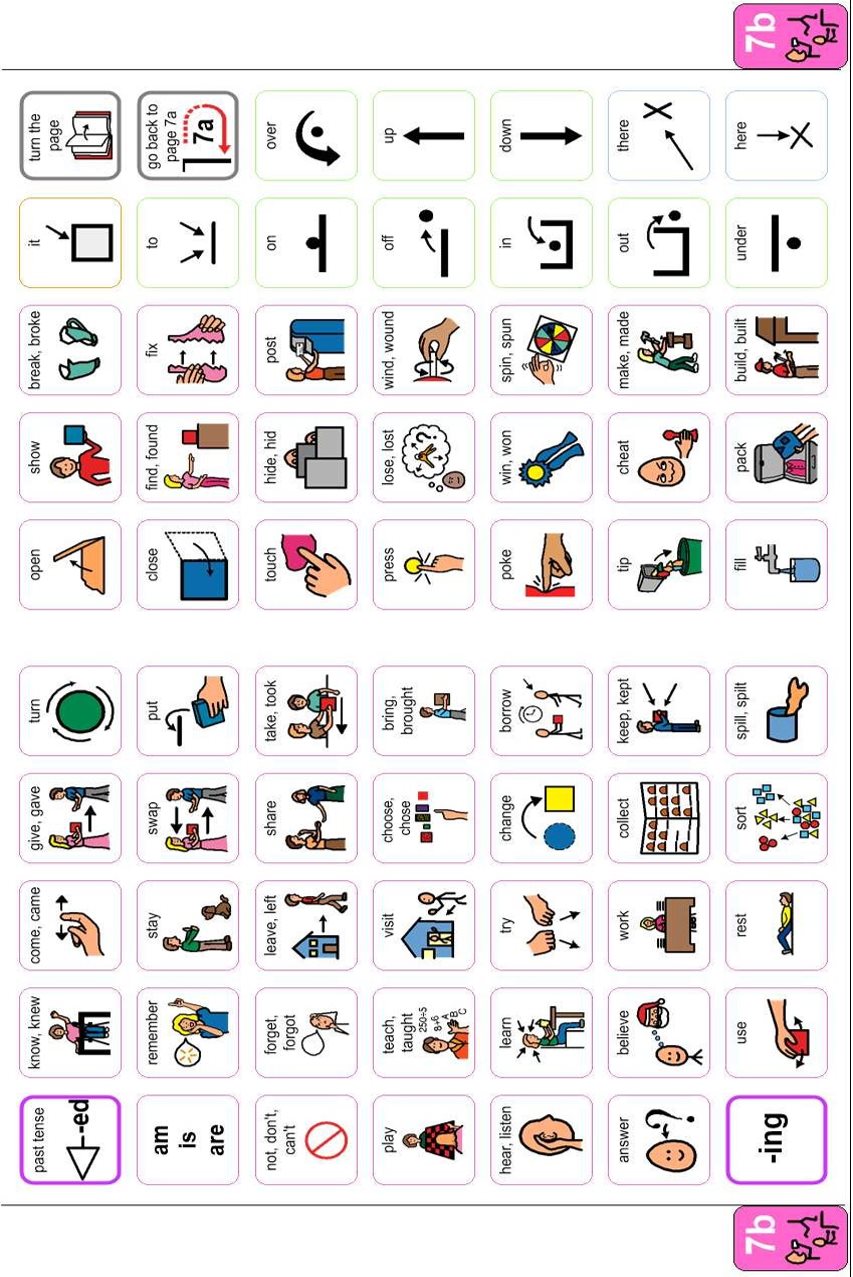 past tense
-ed
know, knew
come, came
give, gave
turn
open
show
break, broke
it
turn the
page
am
is
are
remember
stay
swap
put
close
find, found
fix
to
go back to
page 7a
7a
not, don't,
can't
forget,
forgot
leave, left
share
take, took
touch
hide, hid
post
on
over
play
teach,
taught
250÷5
8+6
A
B
C
visit
choose,
chose
bring,
brought
press
lose, lost
wind, wound
off
up
hear, listen
learn
try
change
borrow
poke
win, won
spin, spun
in
down
answer
believe
work
collect
keep, kept
tip
cheat
make, made
out
there
7b
-ing
use
rest
sort
spill, spilt
fill
pack
build, built
under
here
7b